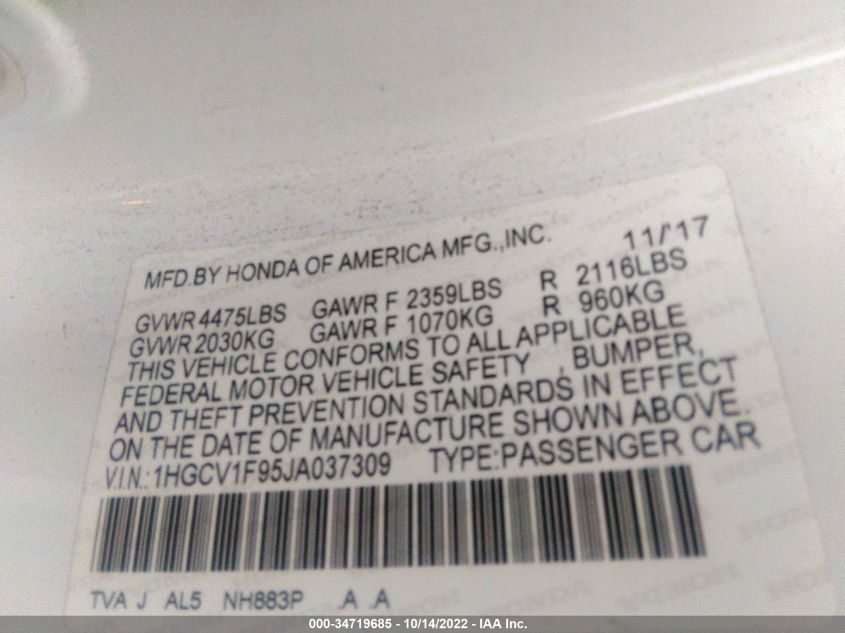 MFD.BY HONDA OF AMERICA MFG.,INC. 11/'17
GVWR 4475LBS GAWR F 2359LBS R 2116LBS
GVWR 2030KG GAWR F 1070KG R 960KG
THIS VEHICLE CONFORMS TO ALL APPLICABLE
FEDERAL MOTOR VEHICLE SAFETY , BUMPER,
AND THEFT PREVENTION STANDARDS IN EFFECT
ON THE DATE OF MANUFACTURE SHOWN ABOVE.
V.I.N.:1HGCV1F95JA037309 TYPE:PASSENGER CAR
TVA J AL5 NH883P .A .A
000-34719685 - 10/14/2022 - IAA, Inc.